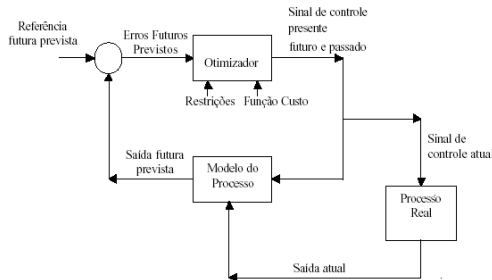 Referência
futura prevista
Erros Futuros
Previstos
Sinal de controle
presente
futuro e passado
Otimizador
Restrições
Função Custo
Saída futura
prevista
Modelo do
Processo
Sinal de
controle atual
Processo
Real
Saída atual